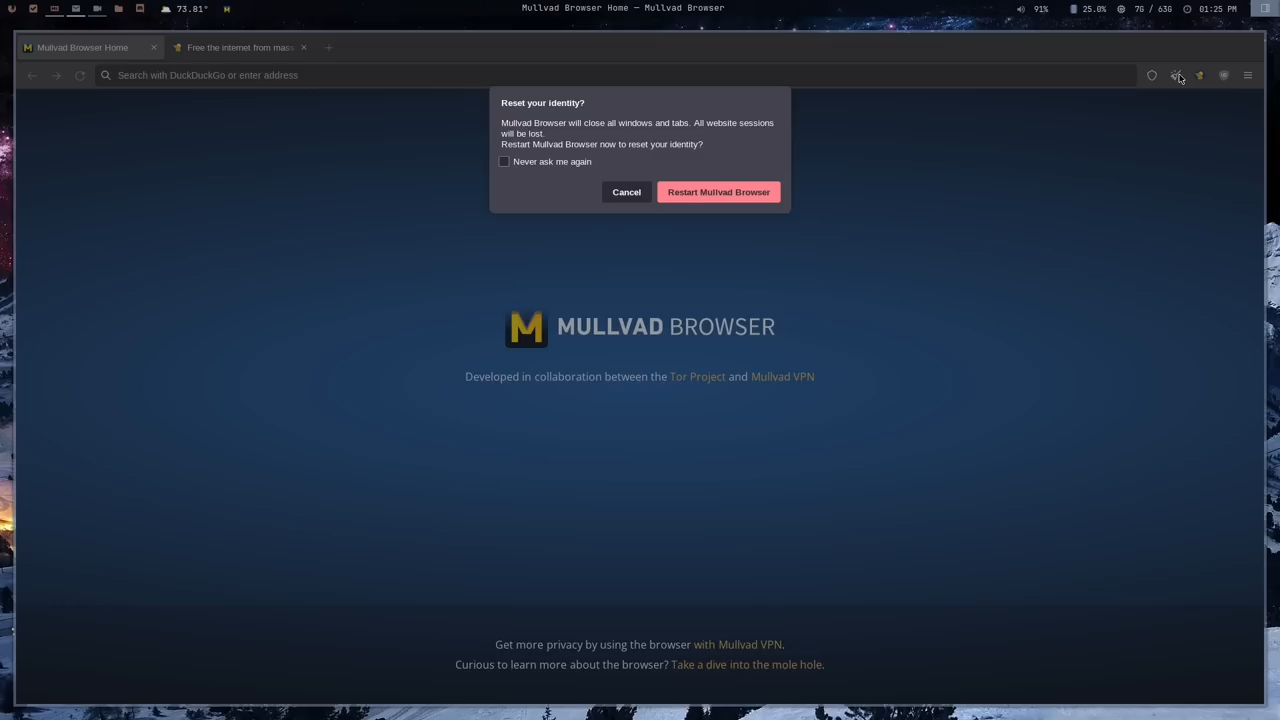 73.81°
Mullvad Browser Home — Mullvad Browser
91%
25.0%
7G / 63G
01:25 PM
Mullvad Browser Home
Free the internet from mass
Search with DuckDuckGo or enter address
Reset your identity?
Mullvad Browser will close all windows and tabs. All website sessions
will be lost.
Restart Mullvad Browser now to reset your identity?
Never ask me again
Cancel
Restart Mullvad Browser
MULLVAD BROWSER
Developed in collaboration between the Tor Project and Mullvad VPN
Get more privacy by using the browser with Mullvad VPN.
Curious to learn more about the browser? Take a dive into the mole hole.